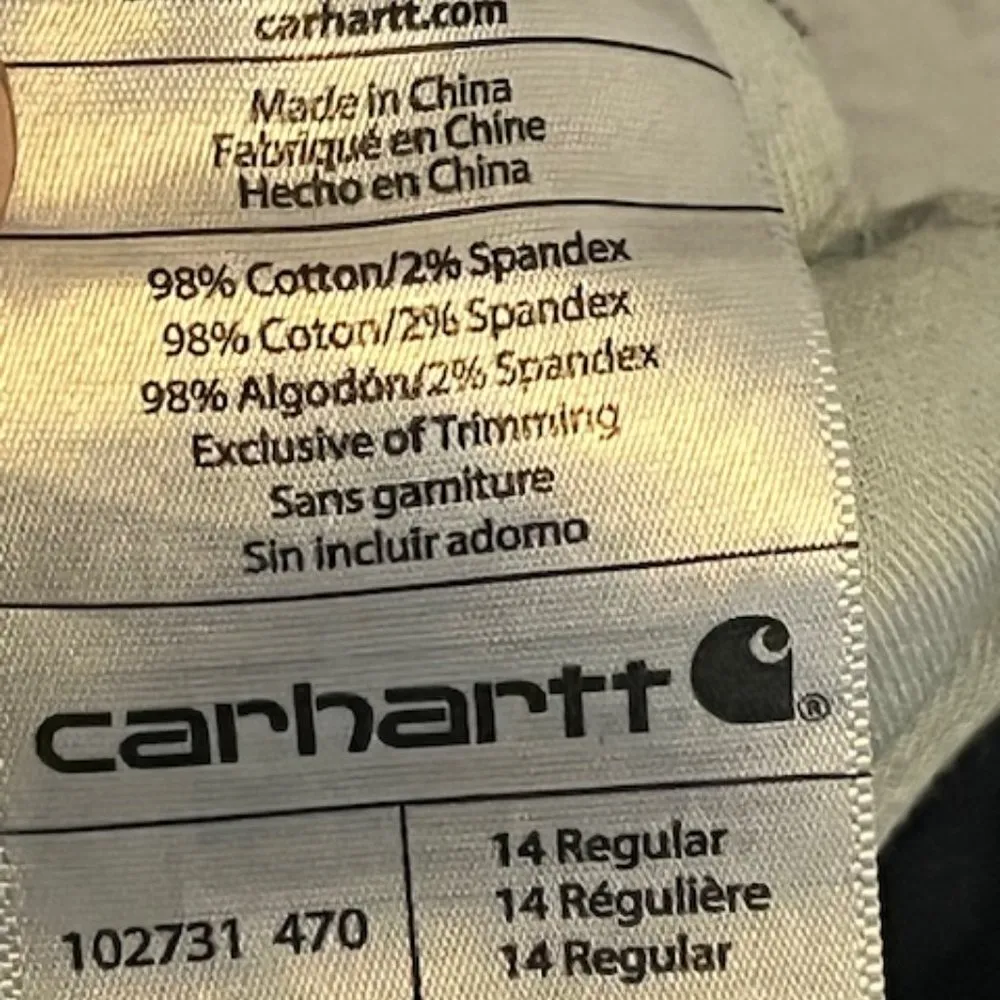 carhartt.com
Made in China
Fabriqué en Chine
Hecho en China
98% Cotton/2% Spandex
98% Coton/2% Spandex
98% Algodón/2% Spandex
Exclusive of Trimming
Sans garniture
Sin incluir adorno
carhartt ®
102731 470
14 Regular
14 Régulière
14 Regular